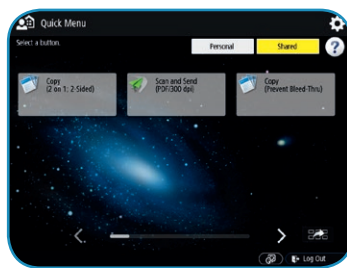 Quick Menu
Select a button.
Personal
Shared
?
Copy
(2 on 1: 2-Sided)
Scan and Send
(PDF/300 dpi)
Copy
(Prevent Bleed-Thru)
Log Out